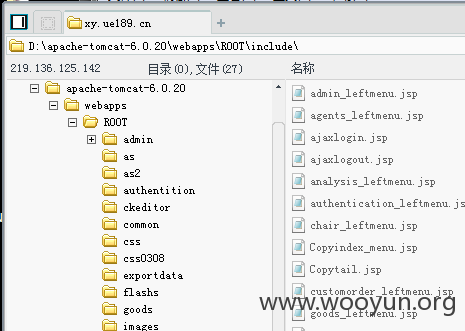 xy.ue189.cn
D:\apache-tomcat-6.0.20\webapps\ROOT\include\
219.136.125.142 目录(0),文件(27) 名称
apache-tomcat-6.0.20
webapps
ROOT
admin
as
as2
authentition
ckeditor
common
css
css0308
exportdata
flashs
goods
images
admin_leftmenu.jsp
agents_leftmenu.jsp
ajaxlogin.jsp
ajaxlogout.jsp
analysis_leftmenu.jsp
authentication_leftmenu.jsp
chair_leftmenu.jsp
Copyindex_menu.jsp
Copytail.jsp
customorder_leftmenu.jsp
goods_leftmenu.jsp
www.wooyun.org